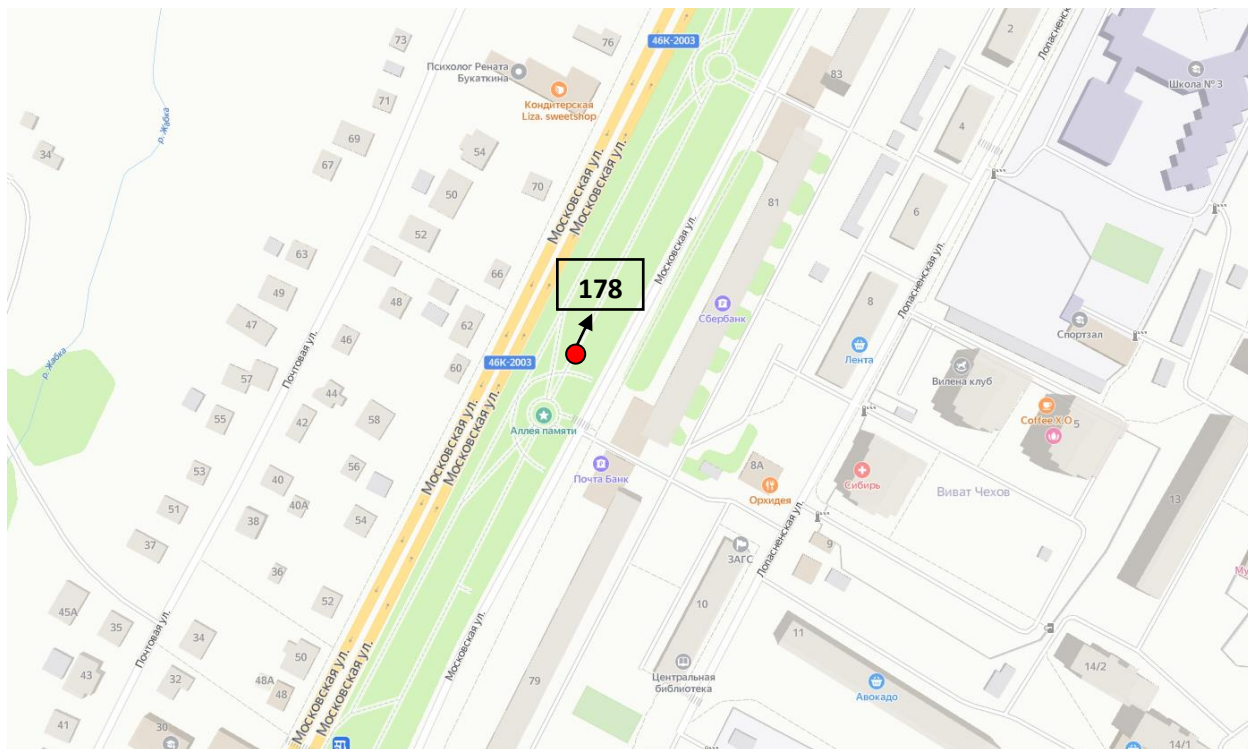 73
76
46К-2003
2
Лопасненск
Психолог Рената
Букаткина
83
Школа № 3
71
Кондитерская
Liza. sweetshop
р. Жабка
69
4
34
67
54
Московская ул.
Московская ул.
70
50
81
6
52
Московская ул.
Лопасненская ул.
63
66
178
49
48
8
Сбербанк
47
62
Почтовая ул.
46
Спортзал
Лента
р. Жабка
46К-2003
60
57
Вилена клуб
44
Coffee X.O
5
55
42
58
Аллея памяти
Московская ул.
Московская ул.
53
56
8А
Почта Банк
40
Сибирь
Виват Чехов
13
Орхидея
51
40А
54
38
37
Лопасненская ул.
9
ЗАГС
36
52
45А
10
35
Московская ул.
34
11
Почтовая ул.
50
14/2
43
32
48А
48
79
Центральная
библиотека
Авокадо
Московская ул.
Московская ул.
41
30
14/1